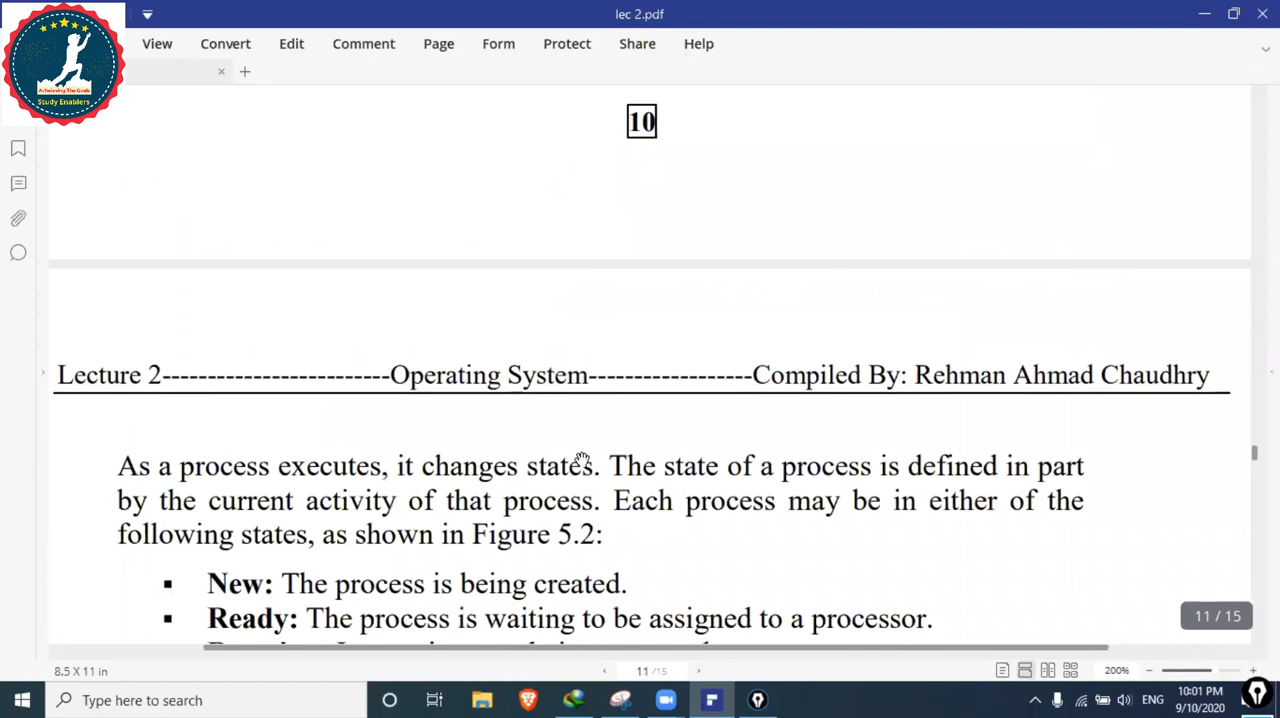 lec 2.pdf
View Convert Edit Comment Page Form Protect Share Help
Acheivning The Goals
Study Enablers
10
Lecture 2-------------------------Operating System------------------Compiled By: Rehman Ahmad Chaudhry
As a process executes, it changes states. The state of a process is defined in part
by the current activity of that process. Each process may be in either of the
following states, as shown in Figure 5.2:
▪ New: The process is being created.
▪ Ready: The process is waiting to be assigned to a processor.
11 / 15
8.5 X 11 in
11 /15
200%
Type here to search
ENG
10:01 PM
9/10/2020